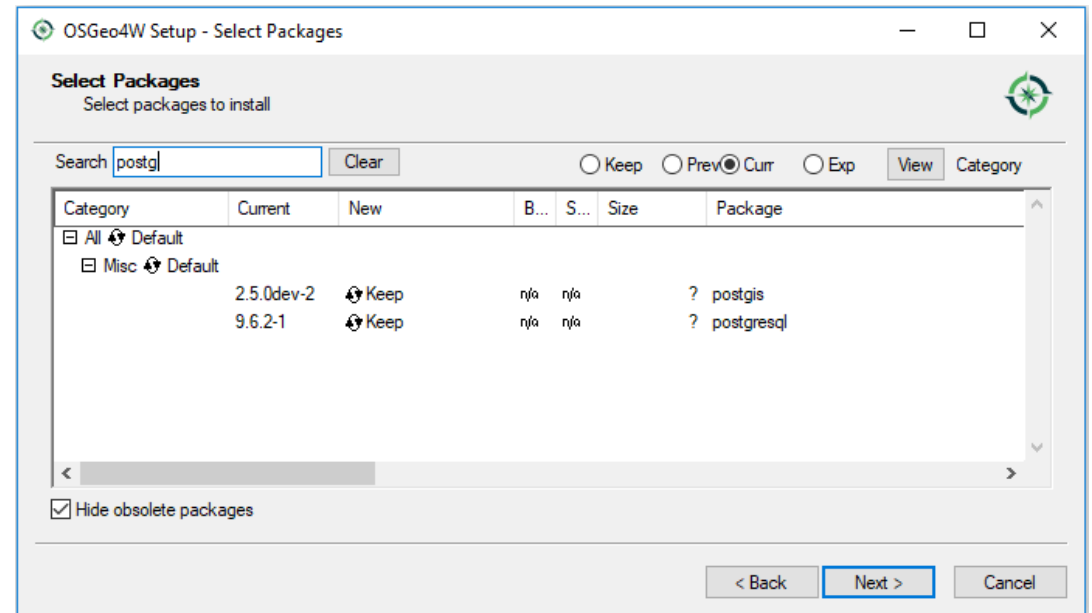 OSGeo4W Setup - Select Packages
Select Packages
Select packages to install
Search postg Clear Keep Prev Curr Exp View Category
Category Current New B... S... Size Package
All Default
Misc Default
2.5.0dev-2 Keep n/a n/a ? postgis
9.6.2-1 Keep n/a n/a ? postgresql
Hide obsolete packages
< Back Next > Cancel